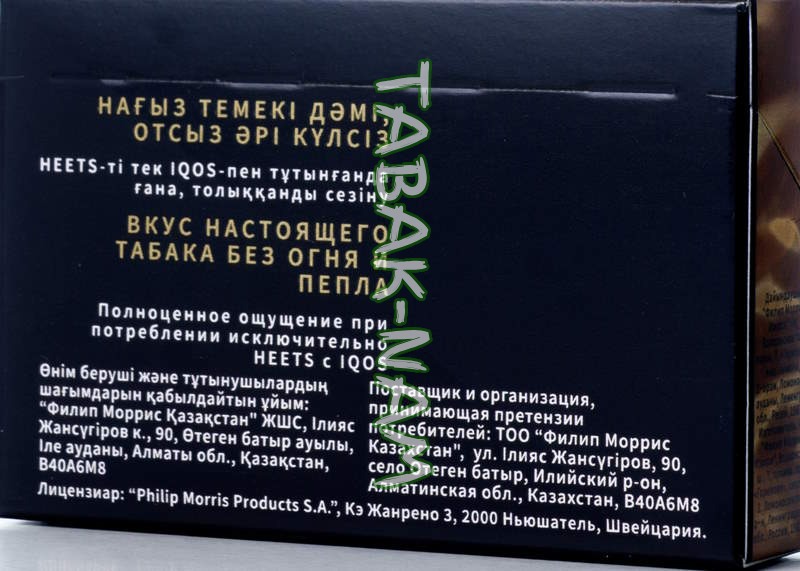 НАҒЫЗ ТЕМЕКІ ДӘМІ,
ОТСЫЗ ӘРІ КҮЛСІЗ
HEETS-ті тек IQOS-пен тұтынғанда
ғана, толыққанды сезіну
ВКУС НАСТОЯЩЕГО
ТАБАКА БЕЗ ОГНЯ И
ПЕПЛА
Полноценное ощущение при
потреблении исключительно
HEETS с IQOS
Өнім беруші және тұтынушылардың
шағымдарын қабылдайтын ұйым:
"Филип Моррис Қазақстан" ЖШС, Ілияс
Жансүгіров к., 90, Өтеген батыр ауылы,
Іле ауданы, Алматы обл., Қазақстан,
B40A6M8
Поставщик и организация,
принимающая претензии
потребителей: ТОО "Филип Моррис
Казахстан", ул. Ілияс Жансүгіров, 90,
село Отеген батыр, Илийский р-он,
Алматинская обл., Казахстан, B40A6M8
Лицензиар: "Philip Morris Products S.A.", Кэ Жанрено 3, 2000 Ньюшатель, Швейцария.
TABAK-NAM